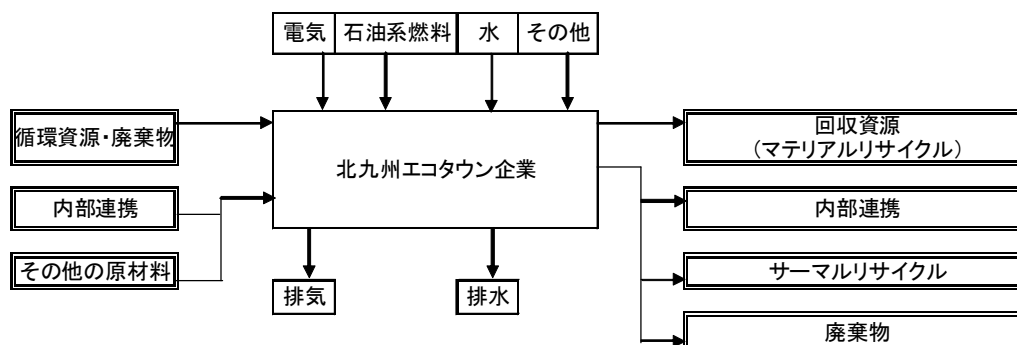 電気 石油系燃料 水 その他
循環資源・廃棄物
内部連携
その他の原材料
北九州エコタウン企業
排気
排水
回収資源
（マテリアルリサイクル）
内部連携
サーマルリサイクル
廃棄物